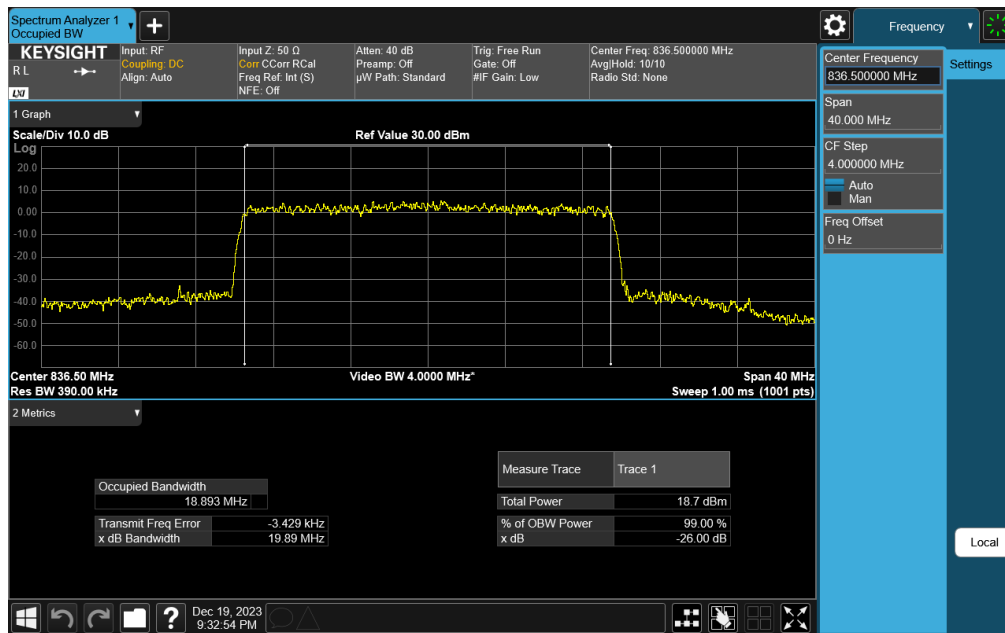 Spectrum Analyzer 1
Occupied BW
Frequency
KEYSIGHT
R L
LXI
Input: RF
Coupling: DC
Align: Auto
Input Z: 50 Ω
Corr CCorr RCal
Freq Ref: Int (S)
NFE: Off
Atten: 40 dB
Preamp: Off
µW Path: Standard
Trig: Free Run
Gate: Off
#IF Gain: Low
Center Freq: 836.500000 MHz
Avg|Hold: 10/10
Radio Std: None
Center Frequency
836.500000 MHz
Settings
Span
40.000 MHz
CF Step
4.000000 MHz
Auto
Man
Freq Offset
0 Hz
1 Graph
Scale/Div 10.0 dB
Ref Value 30.00 dBm
Log
20.0
10.0
0.00
-10.0
-20.0
-30.0
-40.0
-50.0
-60.0
Center 836.50 MHz
Video BW 4.0000 MHz*
Span 40 MHz
Res BW 390.00 kHz
Sweep 1.00 ms (1001 pts)
2 Metrics
Measure Trace Trace 1
Occupied Bandwidth
18.893 MHz
Total Power 18.7 dBm
Transmit Freq Error -3.429 kHz
% of OBW Power 99.00 %
x dB Bandwidth 19.89 MHz
x dB -26.00 dB
Local
?
Dec 19, 2023
9:32:54 PM